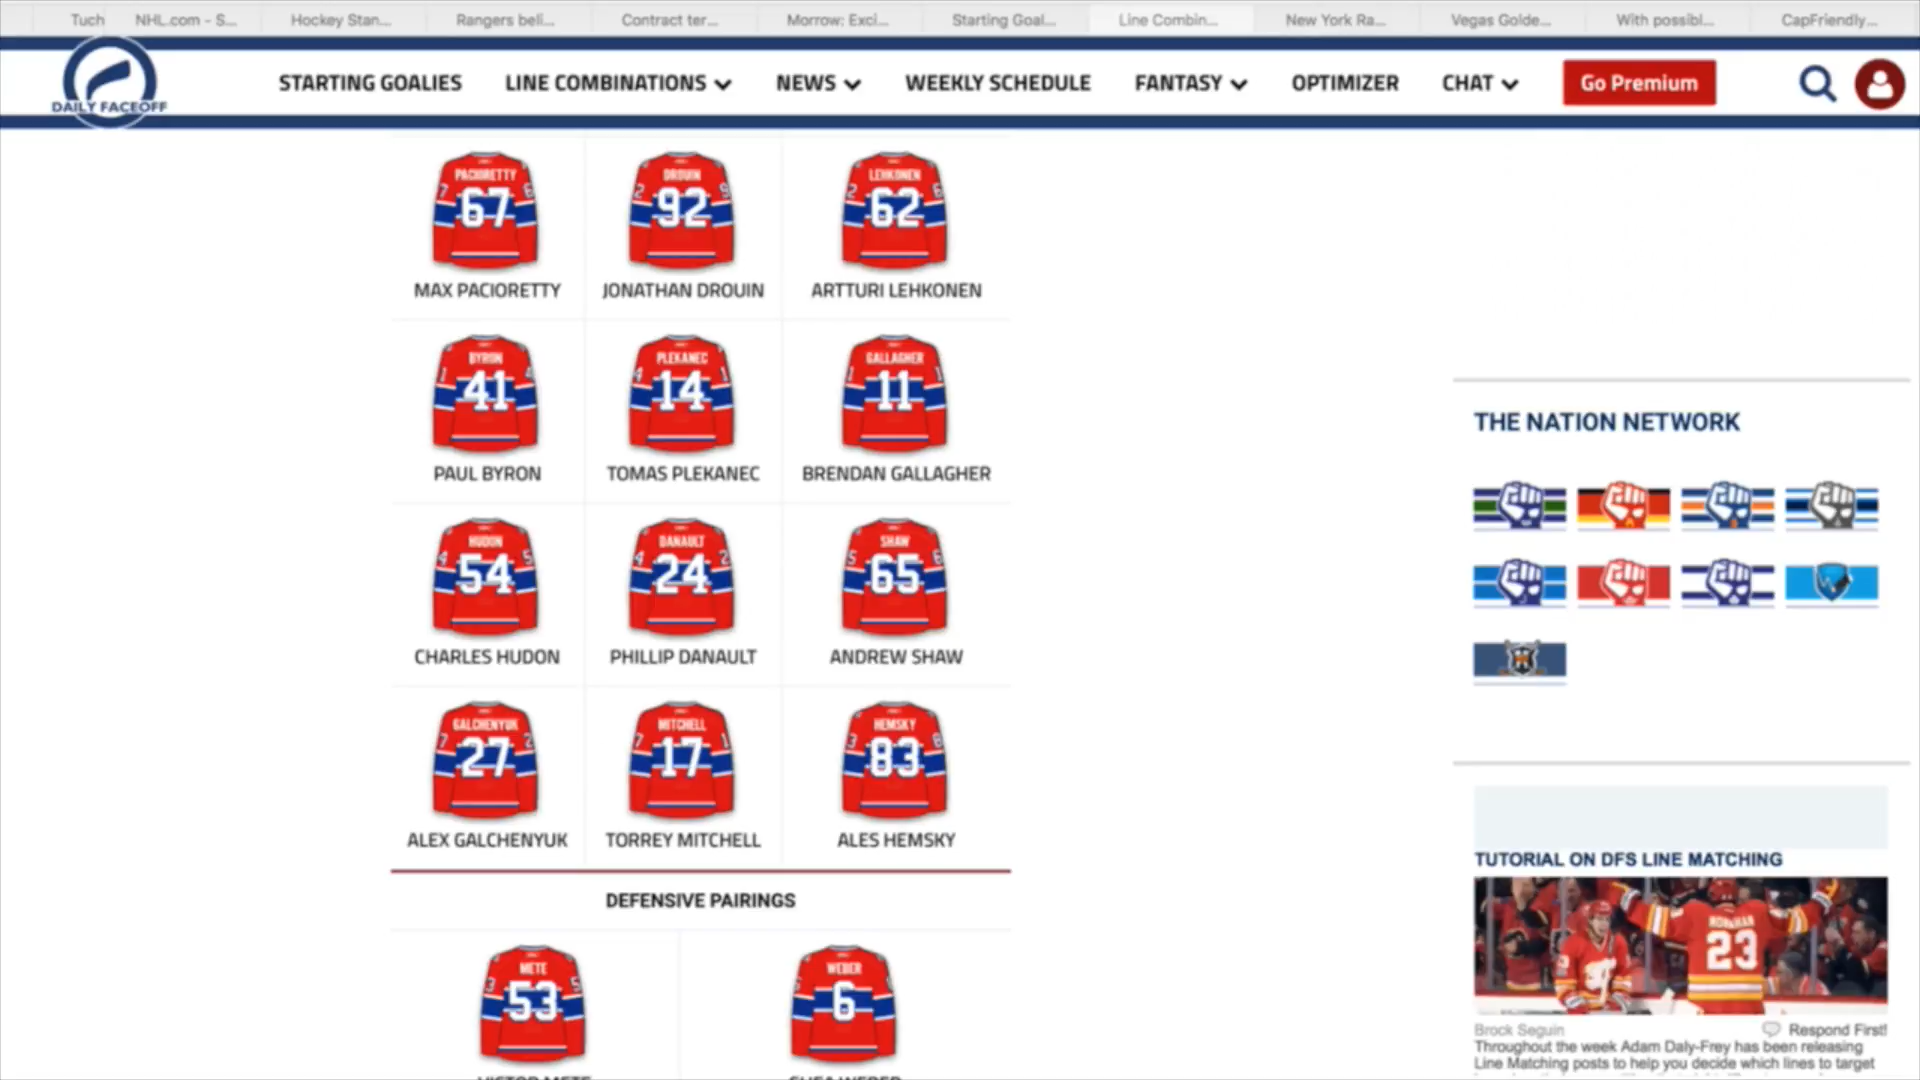 Tuch NHL.com - S... Hockey Stan... Rangers beli... Contract ter... Morrow: Exci... Starting Goal... Line Combin... New York Ra... Vegas Golde... With possibl... CapFriendly...
DAILY FACEOFF
STARTING GOALIES LINE COMBINATIONS NEWS WEEKLY SCHEDULE FANTASY OPTIMIZER CHAT Go Premium
PACIORETTY DROUIN LEHKONEN
67 92 62
MAX PACIORETTY JONATHAN DROUIN ARTTURI LEHKONEN
BYRON PLEKANEC GALLAGHER
41 14 11
PAUL BYRON TOMAS PLEKANEC BRENDAN GALLAGHER
HUDON DANAULT SHAW
54 24 65
CHARLES HUDON PHILLIP DANAULT ANDREW SHAW
GALCHENYUK MITCHELL HEMSKY
27 17 83
ALEX GALCHENYUK TORREY MITCHELL ALES HEMSKY
DEFENSIVE PAIRINGS
METE WEBER
53 6
VICTOR METE SHEA WEBER
THE NATION NETWORK
TUTORIAL ON DFS LINE MATCHING
MONAHAN
23
Brock Seguin Respond First!
Throughout the week Adam Daly-Frey has been releasing
Line Matching posts to help you decide which lines to target